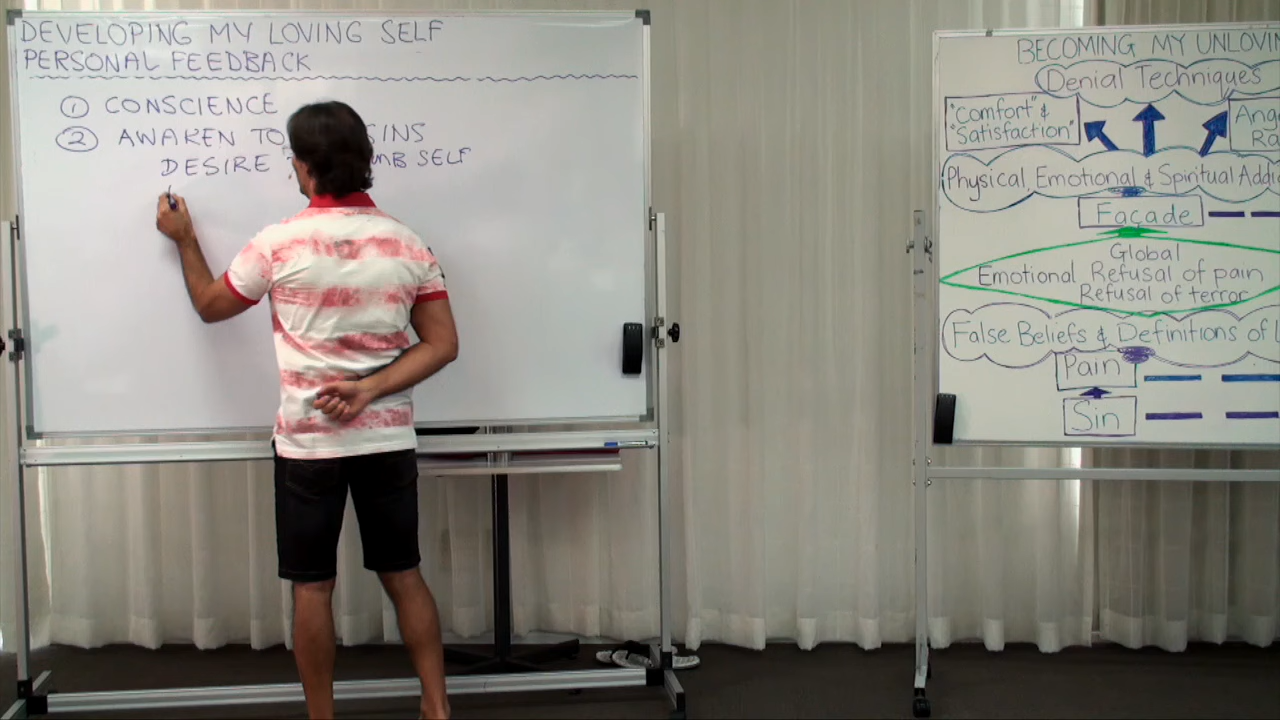 DEVELOPING MY LOVING SELF
PERSONAL FEEDBACK
① CONSCIENCE
② AWAKEN TO SINS
DESIRE SELF
BECOMING MY UNLOVIN
Denial Techniques
"Comfort" &
"Satisfaction"
Ang
Ra
Physical Emotional & Spiritual Addi
Façade
Global
Emotional Refusal of pain
Refusal of terror
False Beliefs & Definitions of
Pain
Sin